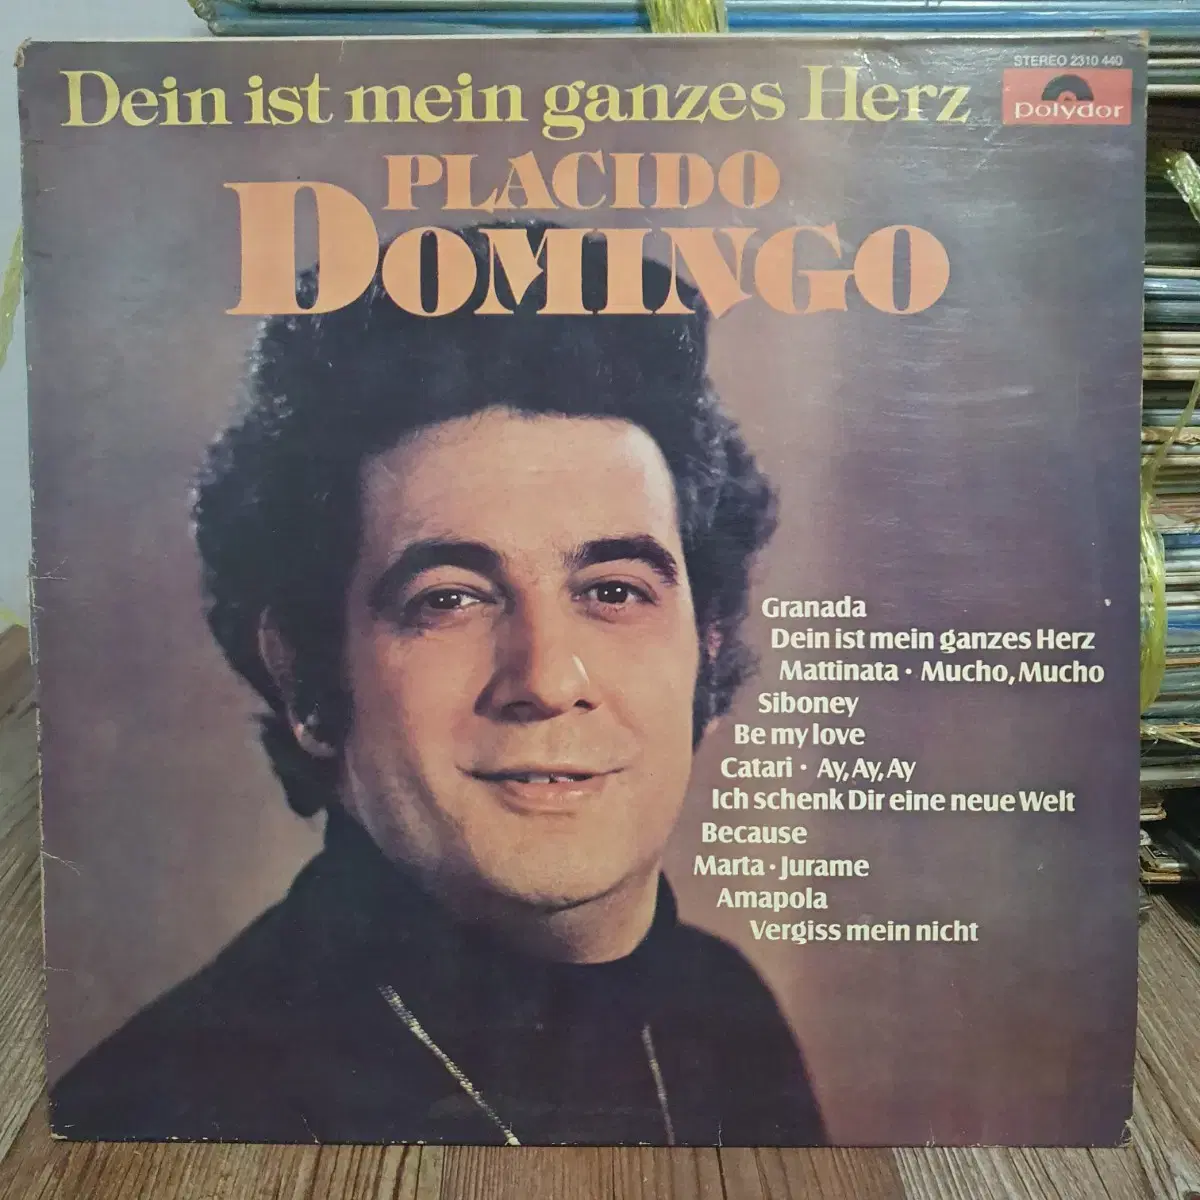 STEREO 2310 440
polydor
Dein ist mein ganzes Herz
PLACIDO
DOMINGO
Granada
Dein ist mein ganzes Herz
Mattinata · Mucho, Mucho
Siboney
Be my love
Catari · Ay, Ay, Ay
Ich schenk Dir eine neue Welt
Because
Marta · Jurame
Amapola
Vergiss mein nicht